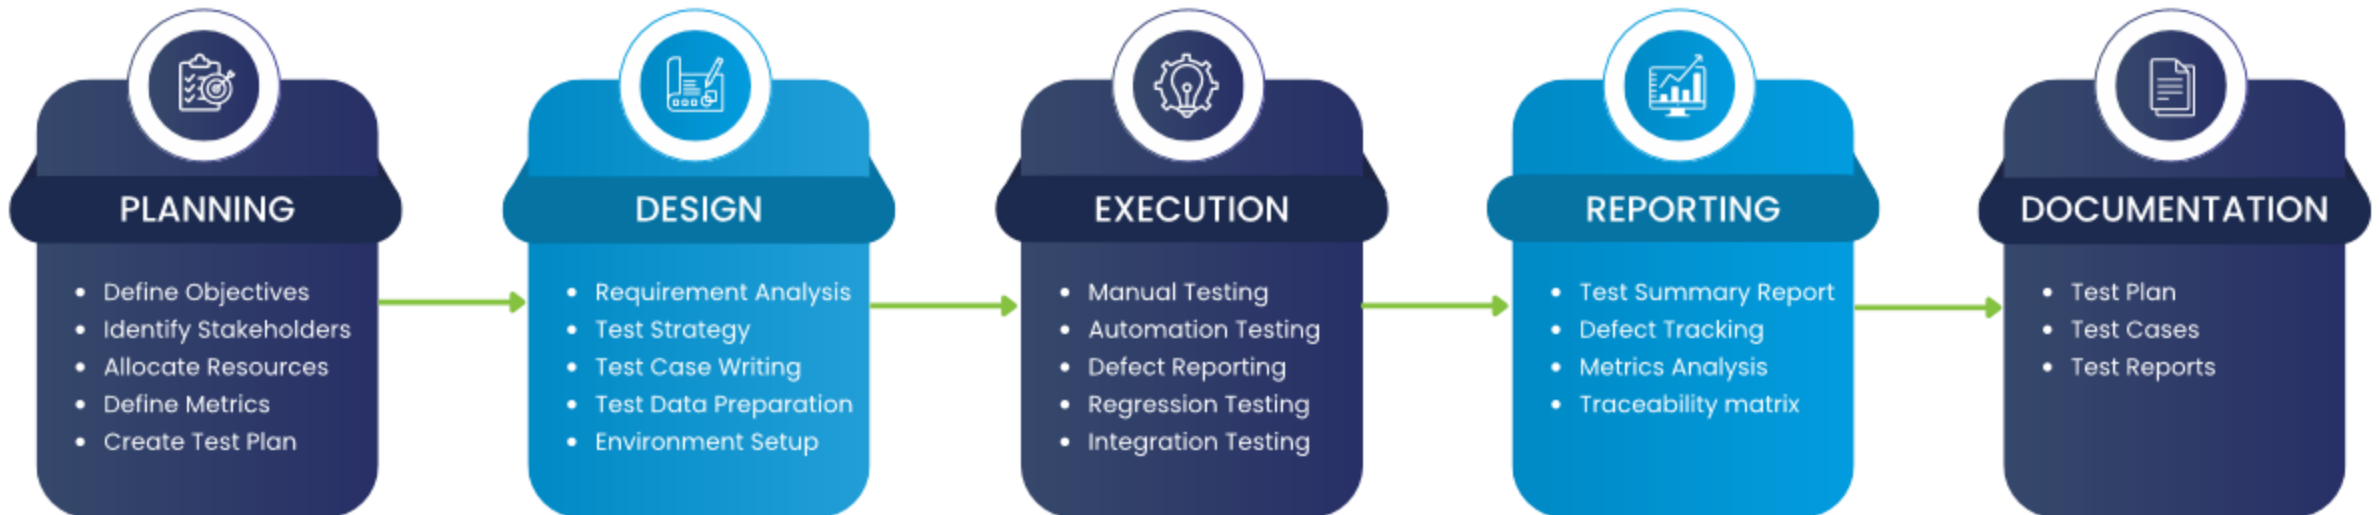 PLANNING
• Define Objectives
• Identify Stakeholders
• Allocate Resources
• Define Metrics
• Create Test Plan
DESIGN
• Requirement Analysis
• Test Strategy
• Test Case Writing
• Test Data Preparation
• Environment Setup
EXECUTION
• Manual Testing
• Automation Testing
• Defect Reporting
• Regression Testing
• Integration Testing
REPORTING
• Test Summary Report
• Defect Tracking
• Metrics Analysis
• Traceability matrix
DOCUMENTATION
• Test Plan
• Test Cases
• Test Reports